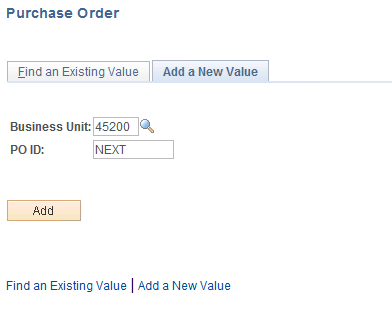 Purchase Order
Find an Existing Value Add a New Value
Business Unit: 45200
PO ID: NEXT
Add
Find an Existing Value | Add a New Value